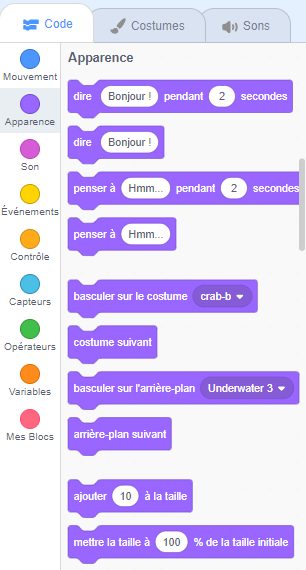 Code
Costumes
Sons
Mouvement
Apparence
Son
Événements
Contrôle
Capteurs
Opérateurs
Variables
Mes Blocs
Apparence
dire Bonjour ! pendant 2 secondes
dire Bonjour !
penser à Hmm... pendant 2 secondes
penser à Hmm...
basculer sur le costume crab-b
costume suivant
basculer sur l'arrière-plan Underwater 3
arrière-plan suivant
ajouter 10 à la taille
mettre la taille à 100 % de la taille initiale